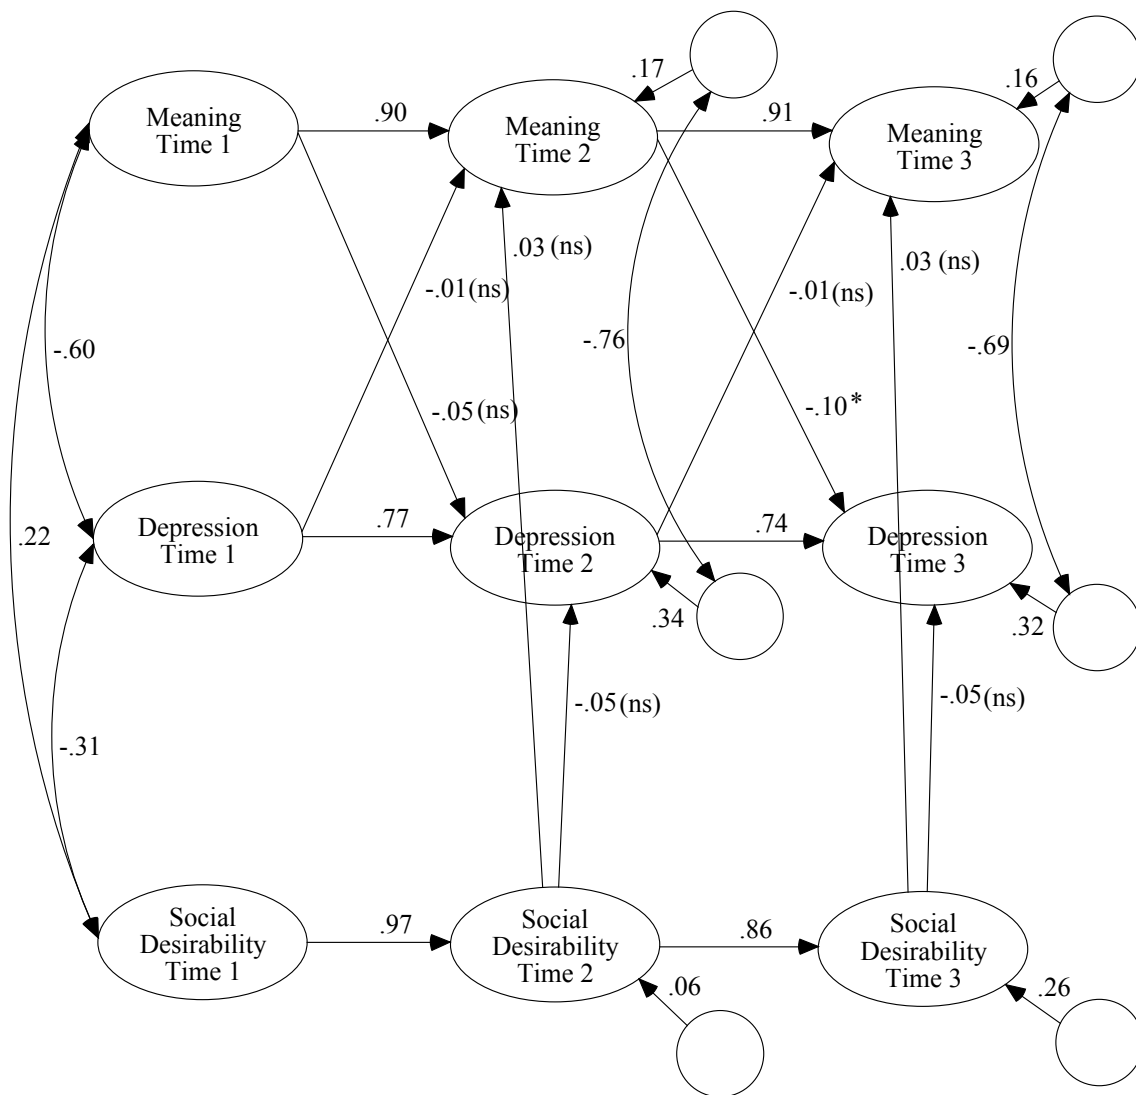 .17
.16
Meaning
Time 1
.90
Meaning
Time 2
.91
Meaning
Time 3
.03 (ns)
.03 (ns)
-.01(ns)
-.01(ns)
-.60
-.76
-.69
-.05(ns)
-.10*
.22
Depression
Time 1
.77
Depression
Time 2
.74
Depression
Time 3
.34
.32
-.05(ns)
-.05(ns)
-.31
Social
Desirability
Time 1
.97
Social
Desirability
Time 2
.86
Social
Desirability
Time 3
.06
.26